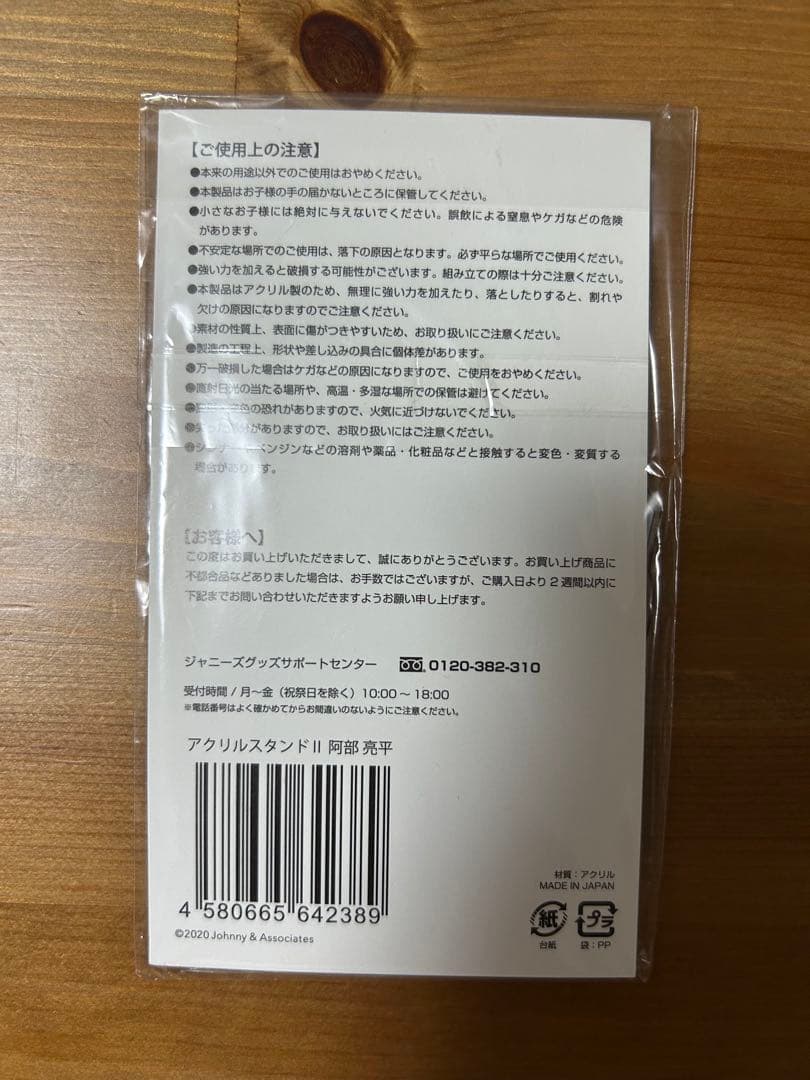 【ご使用上の注意】
●本来の用途以外でのご使用はおやめください。
●本製品はお子様の手の届かないところに保管してください。
●小さなお子様には絶対に与えないでください。誤飲による窒息やケガなどの危険
があります。
●不安定な場所でのご使用は、落下の原因となります。必ず平らな場所でご使用ください。
●強い力を加えると破損する可能性がございます。組み立ての際は十分ご注意ください。
●本製品はアクリル製のため、無理に強い力を加えたり、落としたりすると、割れや
欠けの原因になりますのでご注意ください。
●素材の性質上、表面に傷がつきやすいため、お取り扱いにご注意ください。
●製造の工程上、形状や差し込みの具合に個体差があります。
●万一破損した場合はケガなどの原因になりますので、ご使用をおやめください。
●直射日光の当たる場所や、高温・多湿な場所での保管は避けてください。
色の恐れがありますので、火気に近づけないでください。
がありますので、お取り扱いにはご注意ください。
ベンジンなどの溶剤や薬品・化粧品などと接触すると変色・変質する
場合があります。
【お客様へ】
この度はお買い上げいただきまして、誠にありがとうございます。お買い上げ商品に
不都合品などありました場合は、お手数ではございますが、ご購入日より2週間以内に
下記までお問い合わせいただきますようお願い申し上げます。
ジャニーズグッズサポートセンター 0120-382-310
受付時間/月～金（祝祭日を除く）10:00～18:00
※電話番号はよく確かめてからお間違いのないようにご注意ください。
アクリルスタンドⅡ 阿部 亮平
4 580665 642389
©2020 Johnny & Associates
材質：アクリル
MADE IN JAPAN
紙 プラ
台紙 袋：PP